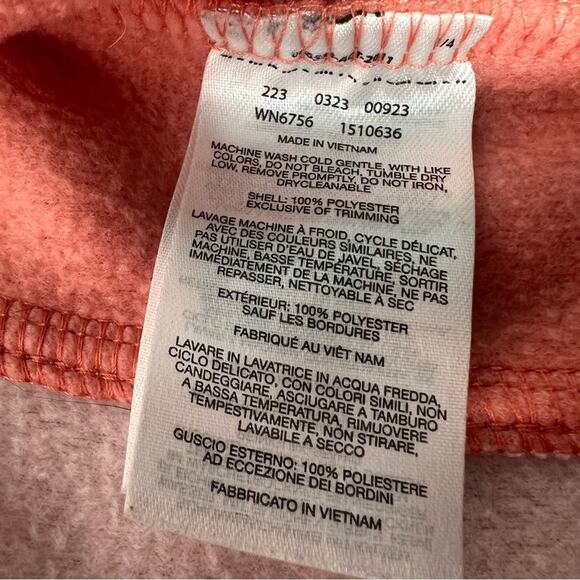 223 0323 00923
WN6756 1510636
MADE IN VIETNAM
MACHINE WASH COLD GENTLE, WITH LIKE
COLORS, DO NOT BLEACH, TUMBLE DRY
LOW, REMOVE PROMPTLY, DO NOT IRON,
DRYCLEANABLE
SHELL: 100% POLYESTER
EXCLUSIVE OF TRIMMING
LAVAGE MACHINE À FROID, CYCLE DÉLICAT,
AVEC DES COULEURS SIMILAIRES, NE
PAS UTILISER D'EAU DE JAVEL, SÉCHAGE
MACHINE, BASSE TEMPÉRATURE, SORTIR
IMMÉDIATEMENT DE LA MACHINE, NE PAS
REPASSER, NETTOYABLE A SEC
EXTÉRIEUR: 100% POLYESTER
SAUF LES BORDURES
FABRIQUÉ AU VIÊT NAM
LAVARE IN LAVATRICE IN ACQUA FREDDA,
CICLO DELICATO, CON COLORI SIMILI, NON
CANDEGGIARE, ASCIUGARE A TAMBURO
A BASSA TEMPERATURA, RIMUOVERE
TEMPESTIVAMENTE, NON STIRARE,
LAVABILE A SECCO
GUSCIO ESTERNO: 100% POLIESTERE
AD ECCEZIONE DEI BORDINI
FABBRICATO IN VIETNAM